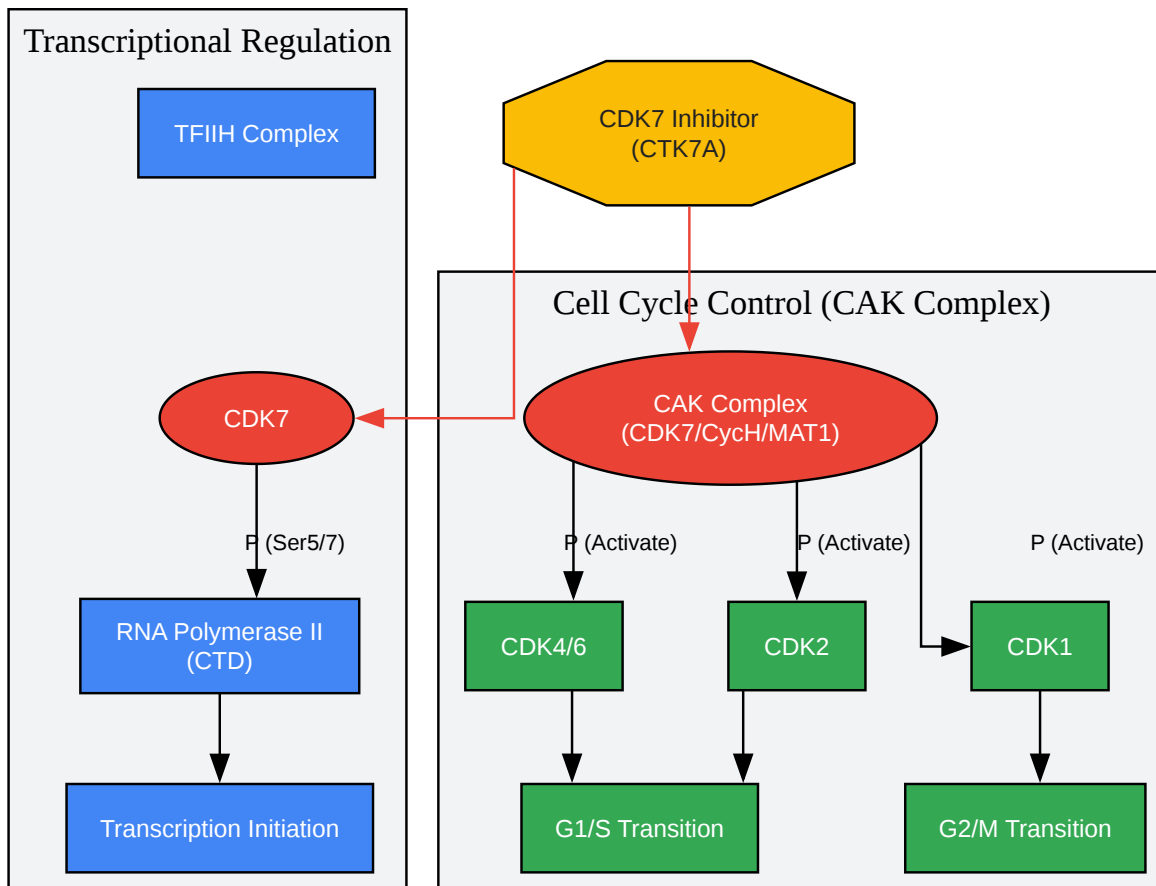 Transcriptional Regulation
TFIIH Complex
CDK7 Inhibitor
(CTK7A)
Cell Cycle Control (CAK Complex)
CDK7
CAK Complex
(CDK7/CycH/MAT1)
P (Ser5/7)
P (Activate)
P (Activate)
P (Activate)
RNA Polymerase II
(CTD)
CDK4/6
CDK2
CDK1
Transcription Initiation
G1/S Transition
G2/M Transition